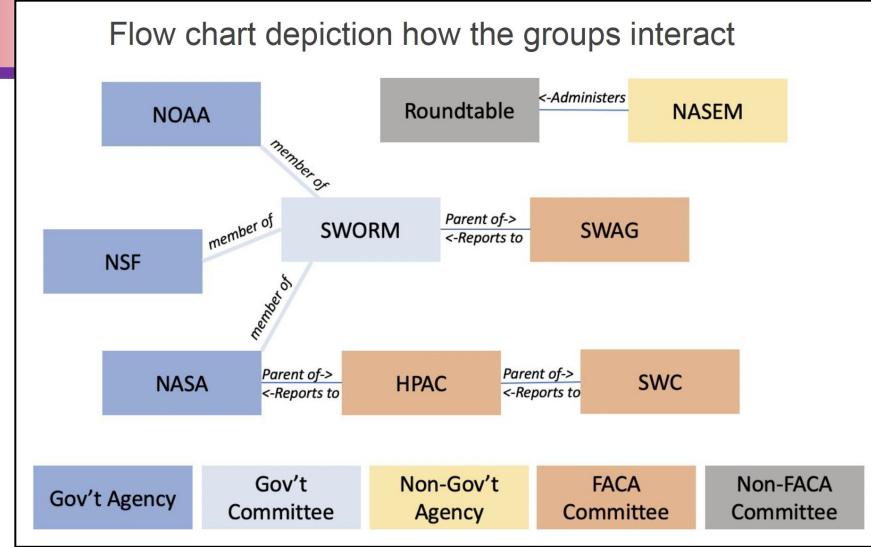 Flow chart depiction how the groups interact
NOAA
Roundtable
<-Administers
NASEM
member of
NSF
member of
SWORM
Parent of->
<-Reports to
SWAG
member of
NASA
Parent of->
<-Reports to
HPAC
Parent of->
<-Reports to
SWC
Gov't Agency
Gov't
Committee
Non-Gov't
Agency
FACA
Committee
Non-FACA
Committee